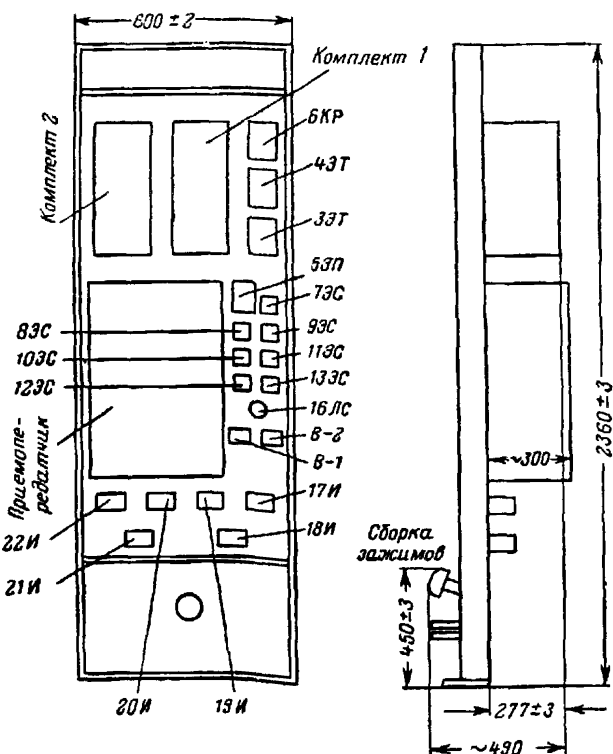 600 ± 2
Комплект 1
Комплект 2
6КР
4ЭТ
3ЭТ
5ЭП
7ЭС
8ЭС
9ЭС
10ЭС
11ЭС
12ЭС
13ЭС
16ЛС
В-2
В-1
Приемопе-
редатчик
17И
18И
22И
21И
20И
19И
2360±3
~300
Сборка
зажимов
450±3
277±3
~490